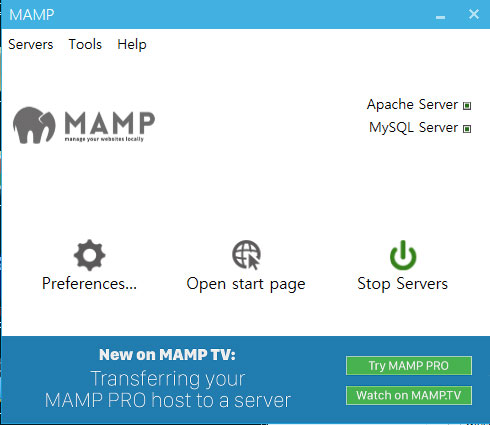 MAMP
Servers Tools Help
Apache Server
MySQL Server
MAMP
manage your websites locally
Preferences... Open start page Stop Servers
New on MAMP TV:
Transferring your
MAMP PRO host to a server
Try MAMP PRO
Watch on MAMP.TV